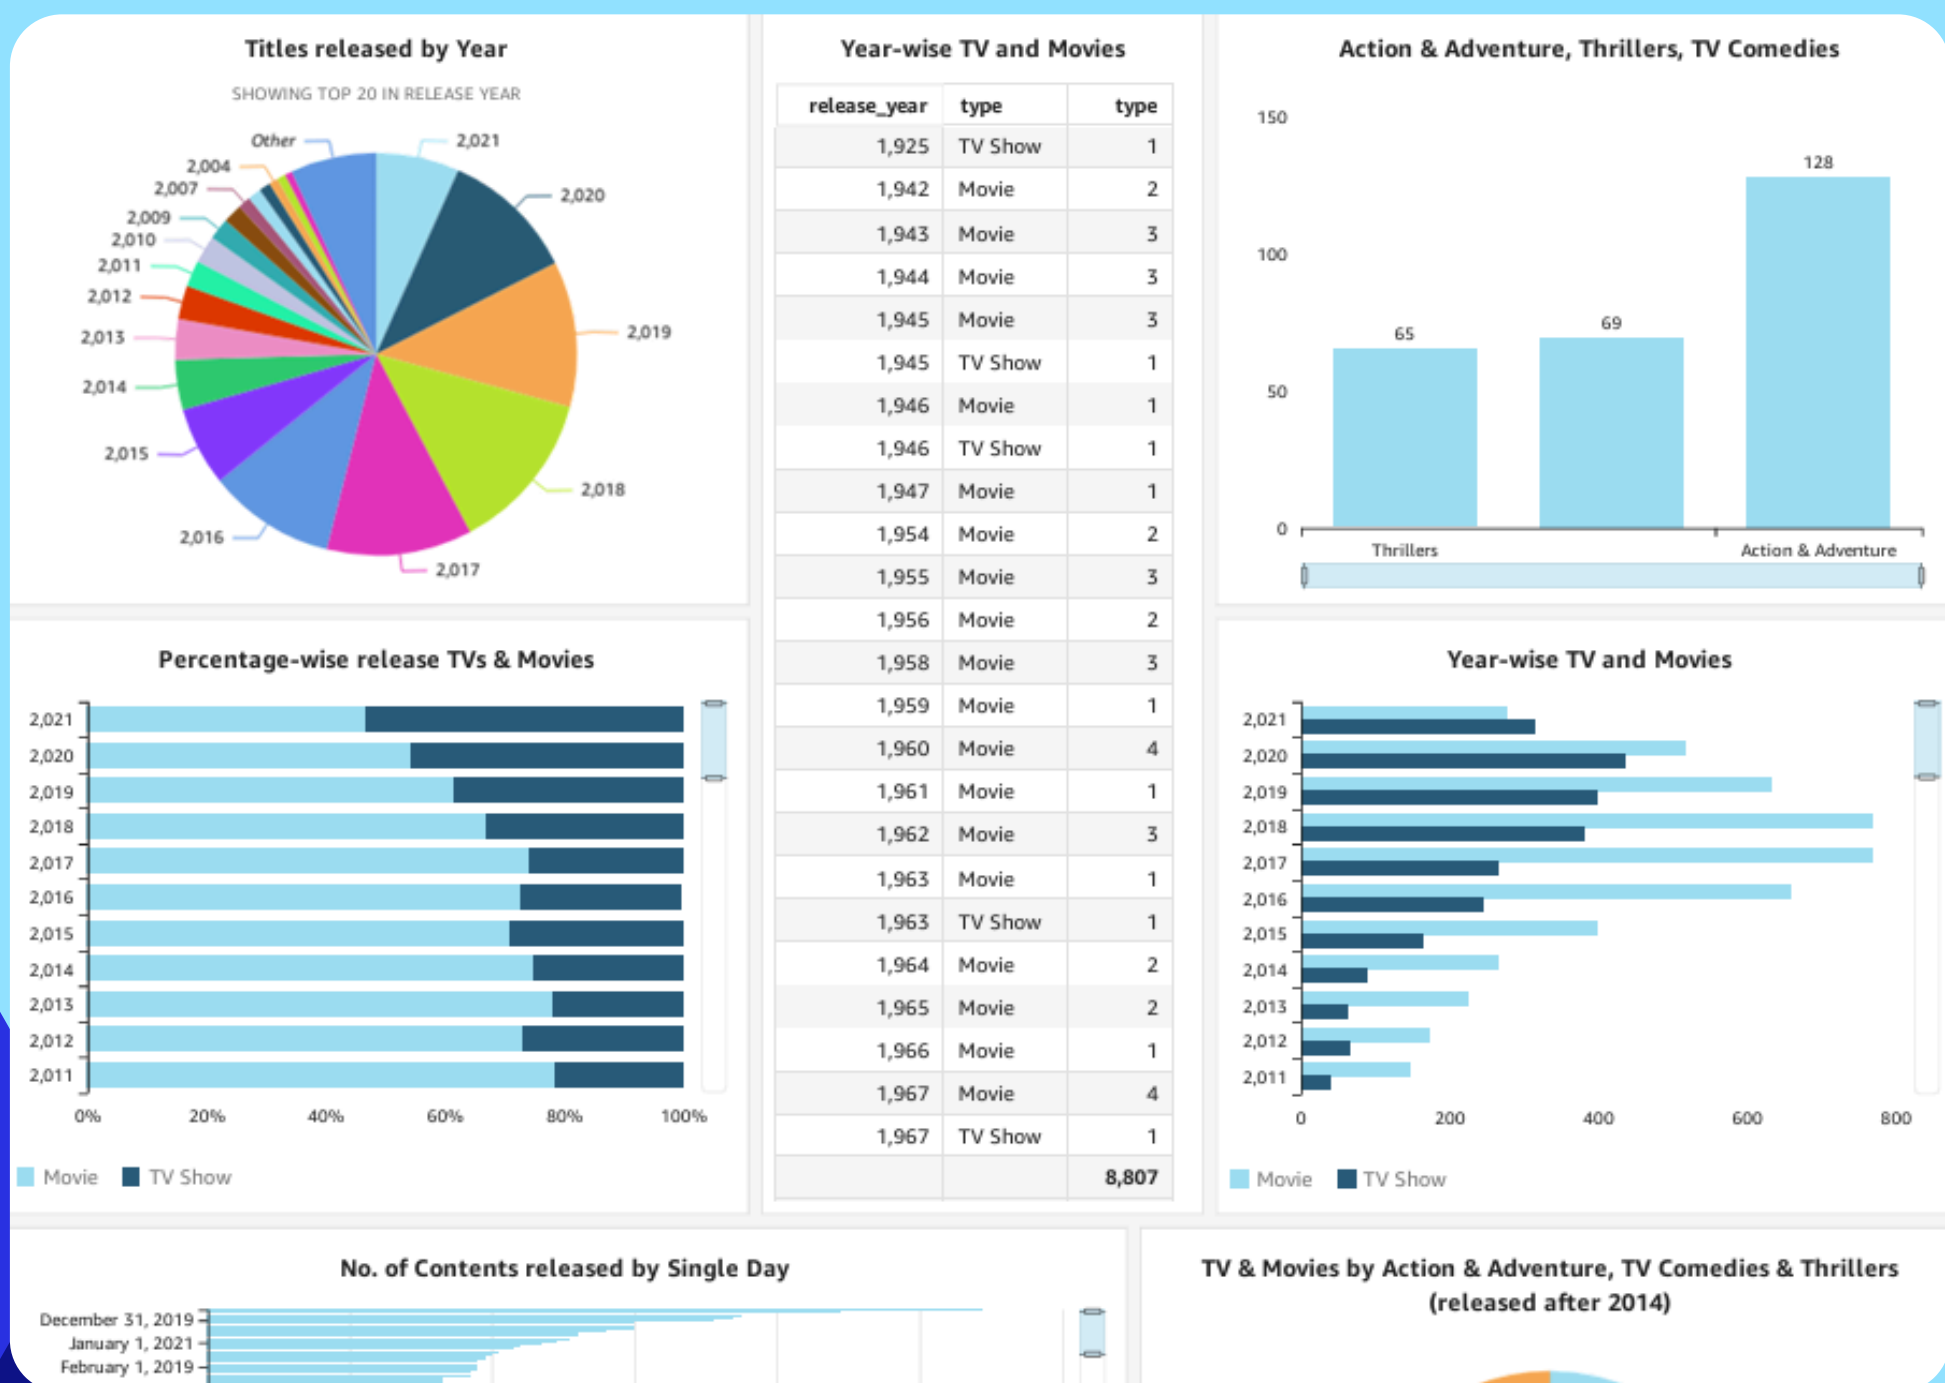 Titles released by Year
SHOWING TOP 20 IN RELEASE YEAR
Other
2,021
2,004
2,020
2,007
2,009
2,010
2,011
2,012
2,019
2,013
2,014
2,015
2,018
2,016
2,017
Year-wise TV and Movies
release_year type type
1,925 TV Show 1
1,942 Movie 2
1,943 Movie 3
1,944 Movie 3
1,945 Movie 3
1,945 TV Show 1
1,946 Movie 1
1,946 TV Show 1
1,947 Movie 1
1,954 Movie 2
1,955 Movie 3
1,956 Movie 2
1,958 Movie 3
1,959 Movie 1
1,960 Movie 4
1,961 Movie 1
1,962 Movie 3
1,963 Movie 1
1,963 TV Show 1
1,964 Movie 2
1,965 Movie 2
1,966 Movie 1
1,967 Movie 4
1,967 TV Show 1
8,807
Action & Adventure, Thrillers, TV Comedies
150
128
100
65
69
50
0
Thrillers Action & Adventure
Percentage-wise release TVs & Movies
2,021
2,020
2,019
2,018
2,017
2,016
2,015
2,014
2,013
2,012
2,011
0% 20% 40% 60% 80% 100%
Movie TV Show
Year-wise TV and Movies
2,021
2,020
2,019
2,018
2,017
2,016
2,015
2,014
2,013
2,012
2,011
0 200 400 600 800
Movie TV Show
No. of Contents released by Single Day
December 31, 2019
January 1, 2021
February 1, 2019
TV & Movies by Action & Adventure, TV Comedies & Thrillers
(released after 2014)